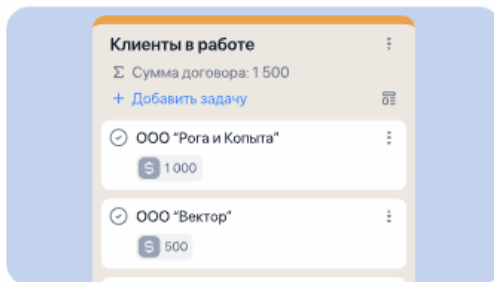 Клиенты в работе
Σ Сумма договора: 1 500
+ Добавить задачу
ООО “Рога и Копыта”
$ 1 000
ООО “Вектор”
$ 500